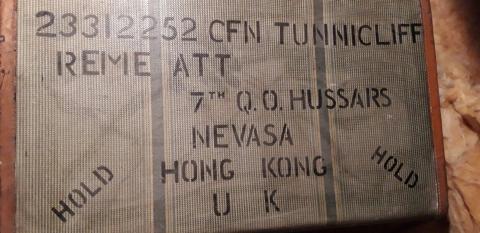 23312252 CFN TUNNICLIFF
REME ATT
7TH Q.O. HUSSARS
NEVASA
HOLD HONG KONG HOLD
U K